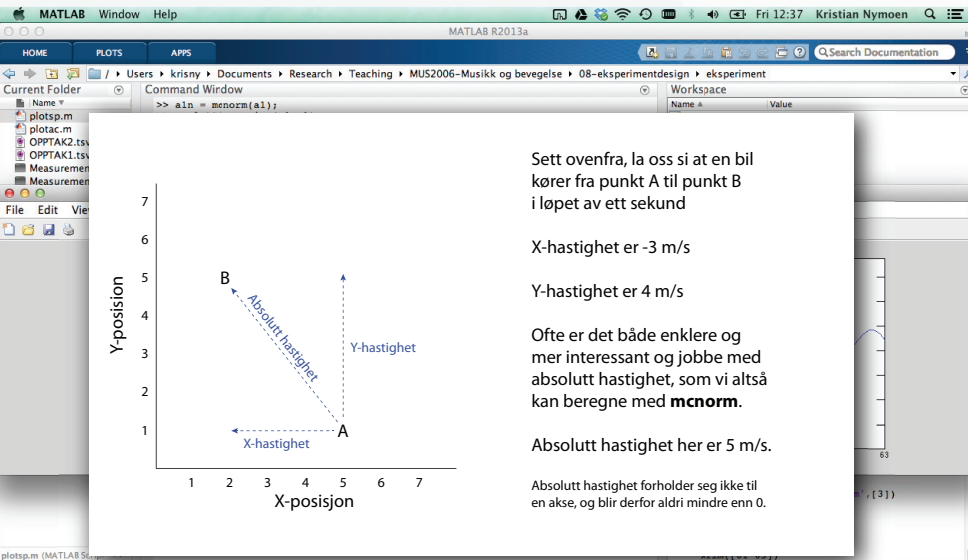 MATLAB Window Help
Fri 12:37 Kristian Nymoen
MATLAB R2013a
HOME PLOTS APPS
Search Documentation
/ Users krisny Documents Research Teaching MUS2006-Musikk og bevegelse 08-eksperimentdesign eksperiment
Current Folder
Command Window
Workspace
Name
>> a1n = mcnorm(a1);
Name Value
plotsp.m
plotac.m
OPPTAK2.tsv
OPPTAK1.tsv
File Edit
Sett ovenfra, la oss si at en bil
kører fra punkt A til punkt B
i løpet av ett sekund
X-hastighet er -3 m/s
Y-hastighet er 4 m/s
Ofte er det både enklere og
mer interessant og jobbe med
absolutt hastighet, som vi altså
kan beregne med mcnorm.
Absolutt hastighet her er 5 m/s.
Absolutt hastighet forholder seg ikke til
en akse, og blir derfor aldri mindre enn 0.
Y-posision
7
6
5
4
3
2
1
B
Absolutt hastighet
Y-hastighet
X-hastighet
A
1 2 3 4 5 6 7
X-posisjon
63
,[3])
plotsp.m (MATLAB